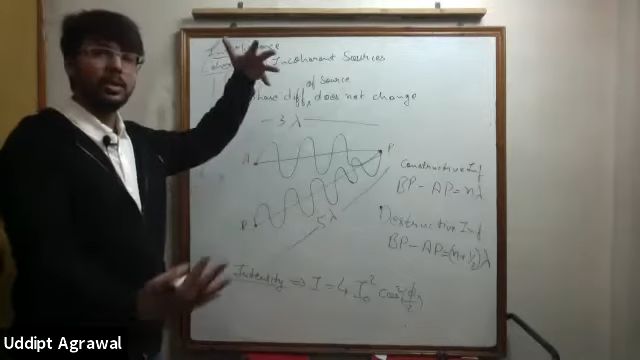 Incoherent Sources
of source
diff, does not change
3λ
A
P
B
5λ
Constructive Inf
BP - AP = nλ
Destructive Inf
BP - AP = (n+½)λ
Intensity ⇒ I = 4 I₀² cos²(ϕ/2)
Uddipt Agrawal